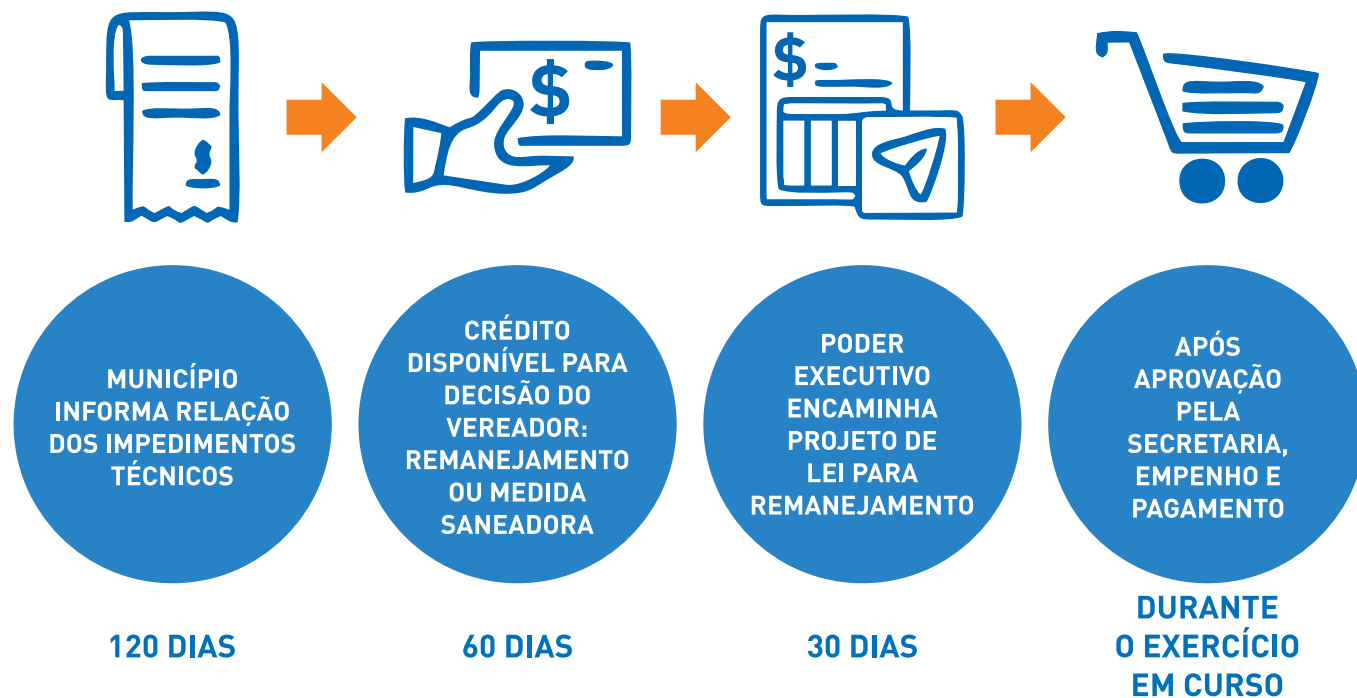 $
$
MUNICÍPIO
INFORMA RELAÇÃO
DOS IMPEDIMENTOS
TÉCNICOS
CRÉDITO
DISPONÍVEL PARA
DECISÃO DO
VEREADOR:
REMANEJAMENTO
OU MEDIDA
SANEADORA
PODER
EXECUTIVO
ENCAMINHA
PROJETO DE
LEI PARA
REMANEJAMENTO
APÓS
APROVAÇÃO
PELA
SECRETARIA,
EMPENHO E
PAGAMENTO
120 DIAS
60 DIAS
30 DIAS
DURANTE
O EXERCÍCIO
EM CURSO